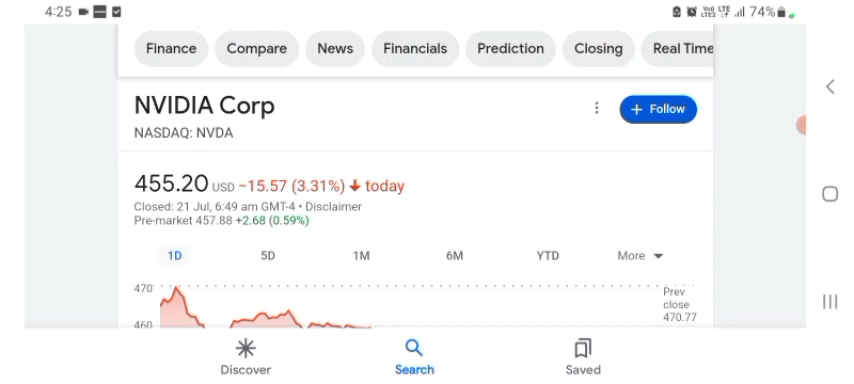 4:25 74%
Finance Compare News Financials Prediction Closing Real Time
NVIDIA Corp
+ Follow
NASDAQ: NVDA
455.20 USD −15.57 (3.31%) today
Closed: 21 Jul, 6:49 am GMT-4 • Disclaimer
Pre-market 457.88 +2.68 (0.59%)
1D 5D 1M 6M YTD More
470
Prev
close
470.77
460
Discover Search Saved